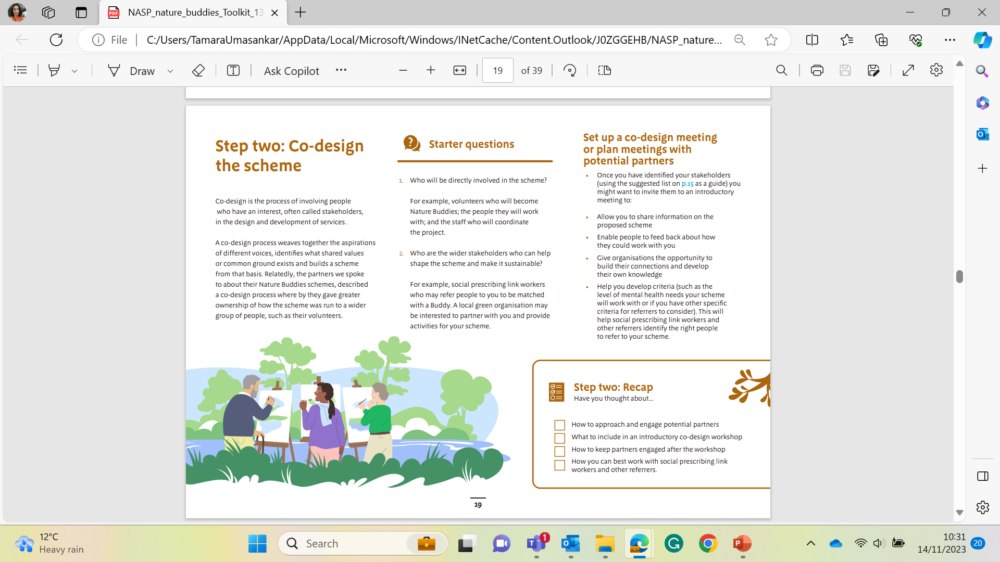 NASP_nature_buddies_Toolkit_13
File
C:/Users/TamaraUmasankar/AppData/Local/Microsoft/Windows/INetCache/Content.Outlook/J0ZGGEHB/NASP_nature...
Draw
Ask Copilot
19 of 39
Step two: Co-design
the scheme
Co-design is the process of involving people
who have an interest, often called stakeholders,
in the design and development of services.
A co-design process weaves together the aspirations
of different voices, identifies what shared values
or common ground exists and builds a scheme
from that basis. Relatedly, the partners we spoke
to about their Nature Buddies schemes, described
a co-design process where by they gave greater
ownership of how the scheme was run to a wider
group of people, such as their volunteers.
Starter questions
1. Who will be directly involved in the scheme?
For example, volunteers who will become
Nature Buddies; the people they will work
with; and the staff who will coordinate
the project.
2. Who are the wider stakeholders who can help
shape the scheme and make it sustainable?
For example, social prescribing link workers
who may refer people to you to be matched
with a Buddy. A local green organisation may
be interested to partner with you and provide
activities for your scheme.
Set up a co-design meeting
or plan meetings with
potential partners
• Once you have identified your stakeholders
(using the suggested list on p.15 as a guide) you
might want to invite them to an introductory
meeting to:
• Allow you to share information on the
proposed scheme
• Enable people to feed back about how
they could work with you
• Give organisations the opportunity to
build their connections and develop
their own knowledge
• Help you develop criteria (such as the
level of mental health needs your scheme
will work with or if you have other specific
criteria for referrers to consider). This will
help social prescribing link workers and
other referrers identify the right people
to refer to your scheme.
Step two: Recap
Have you thought about...
How to approach and engage potential partners
What to include in an introductory co-design workshop
How to keep partners engaged after the workshop
How you can best work with social prescribing link
workers and other referrers.
19
12°C
Heavy rain
Search
1
10:31
14/11/2023
20